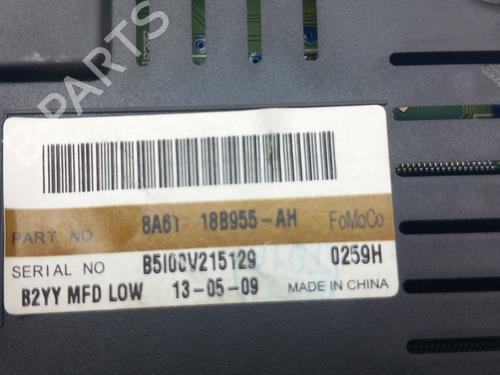 B PARTS
PART NO 8A61 18B955-AH FoMoCo
SERIAL NO B5I00V215129 0259H
B2YY MFD LOW 13-05-09 MADE IN CHINA